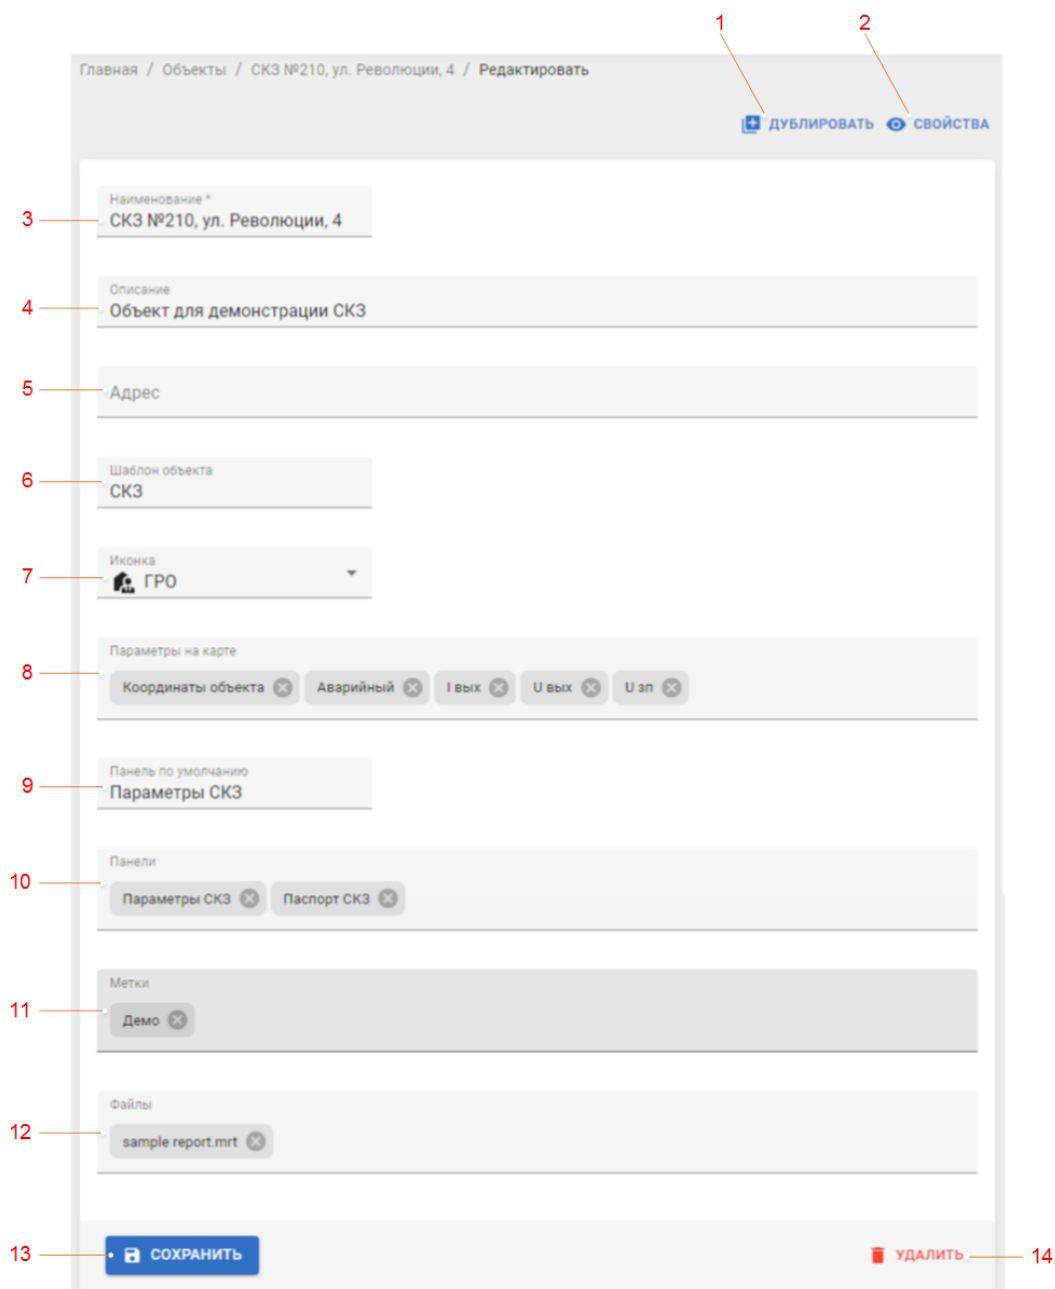 1 2
Главная / Объекты / СКЗ №210, ул. Революции, 4 / Редактировать
ДУБЛИРОВАТЬ СВОЙСТВА
Наименование *
3 СКЗ №210, ул. Революции, 4
Описание
4 Объект для демонстрации СКЗ
5 Адрес
Шаблон объекта
6 СКЗ
Иконка
7 ГРО
Параметры на карте
8 Координаты объекта Аварийный I вых U вых U зп
Панель по умолчанию
9 Параметры СКЗ
Панели
10 Параметры СКЗ Паспорт СКЗ
Метки
11 Демо
Файлы
12 sample report.mrt
13 СОХРАНИТЬ УДАЛИТЬ 14